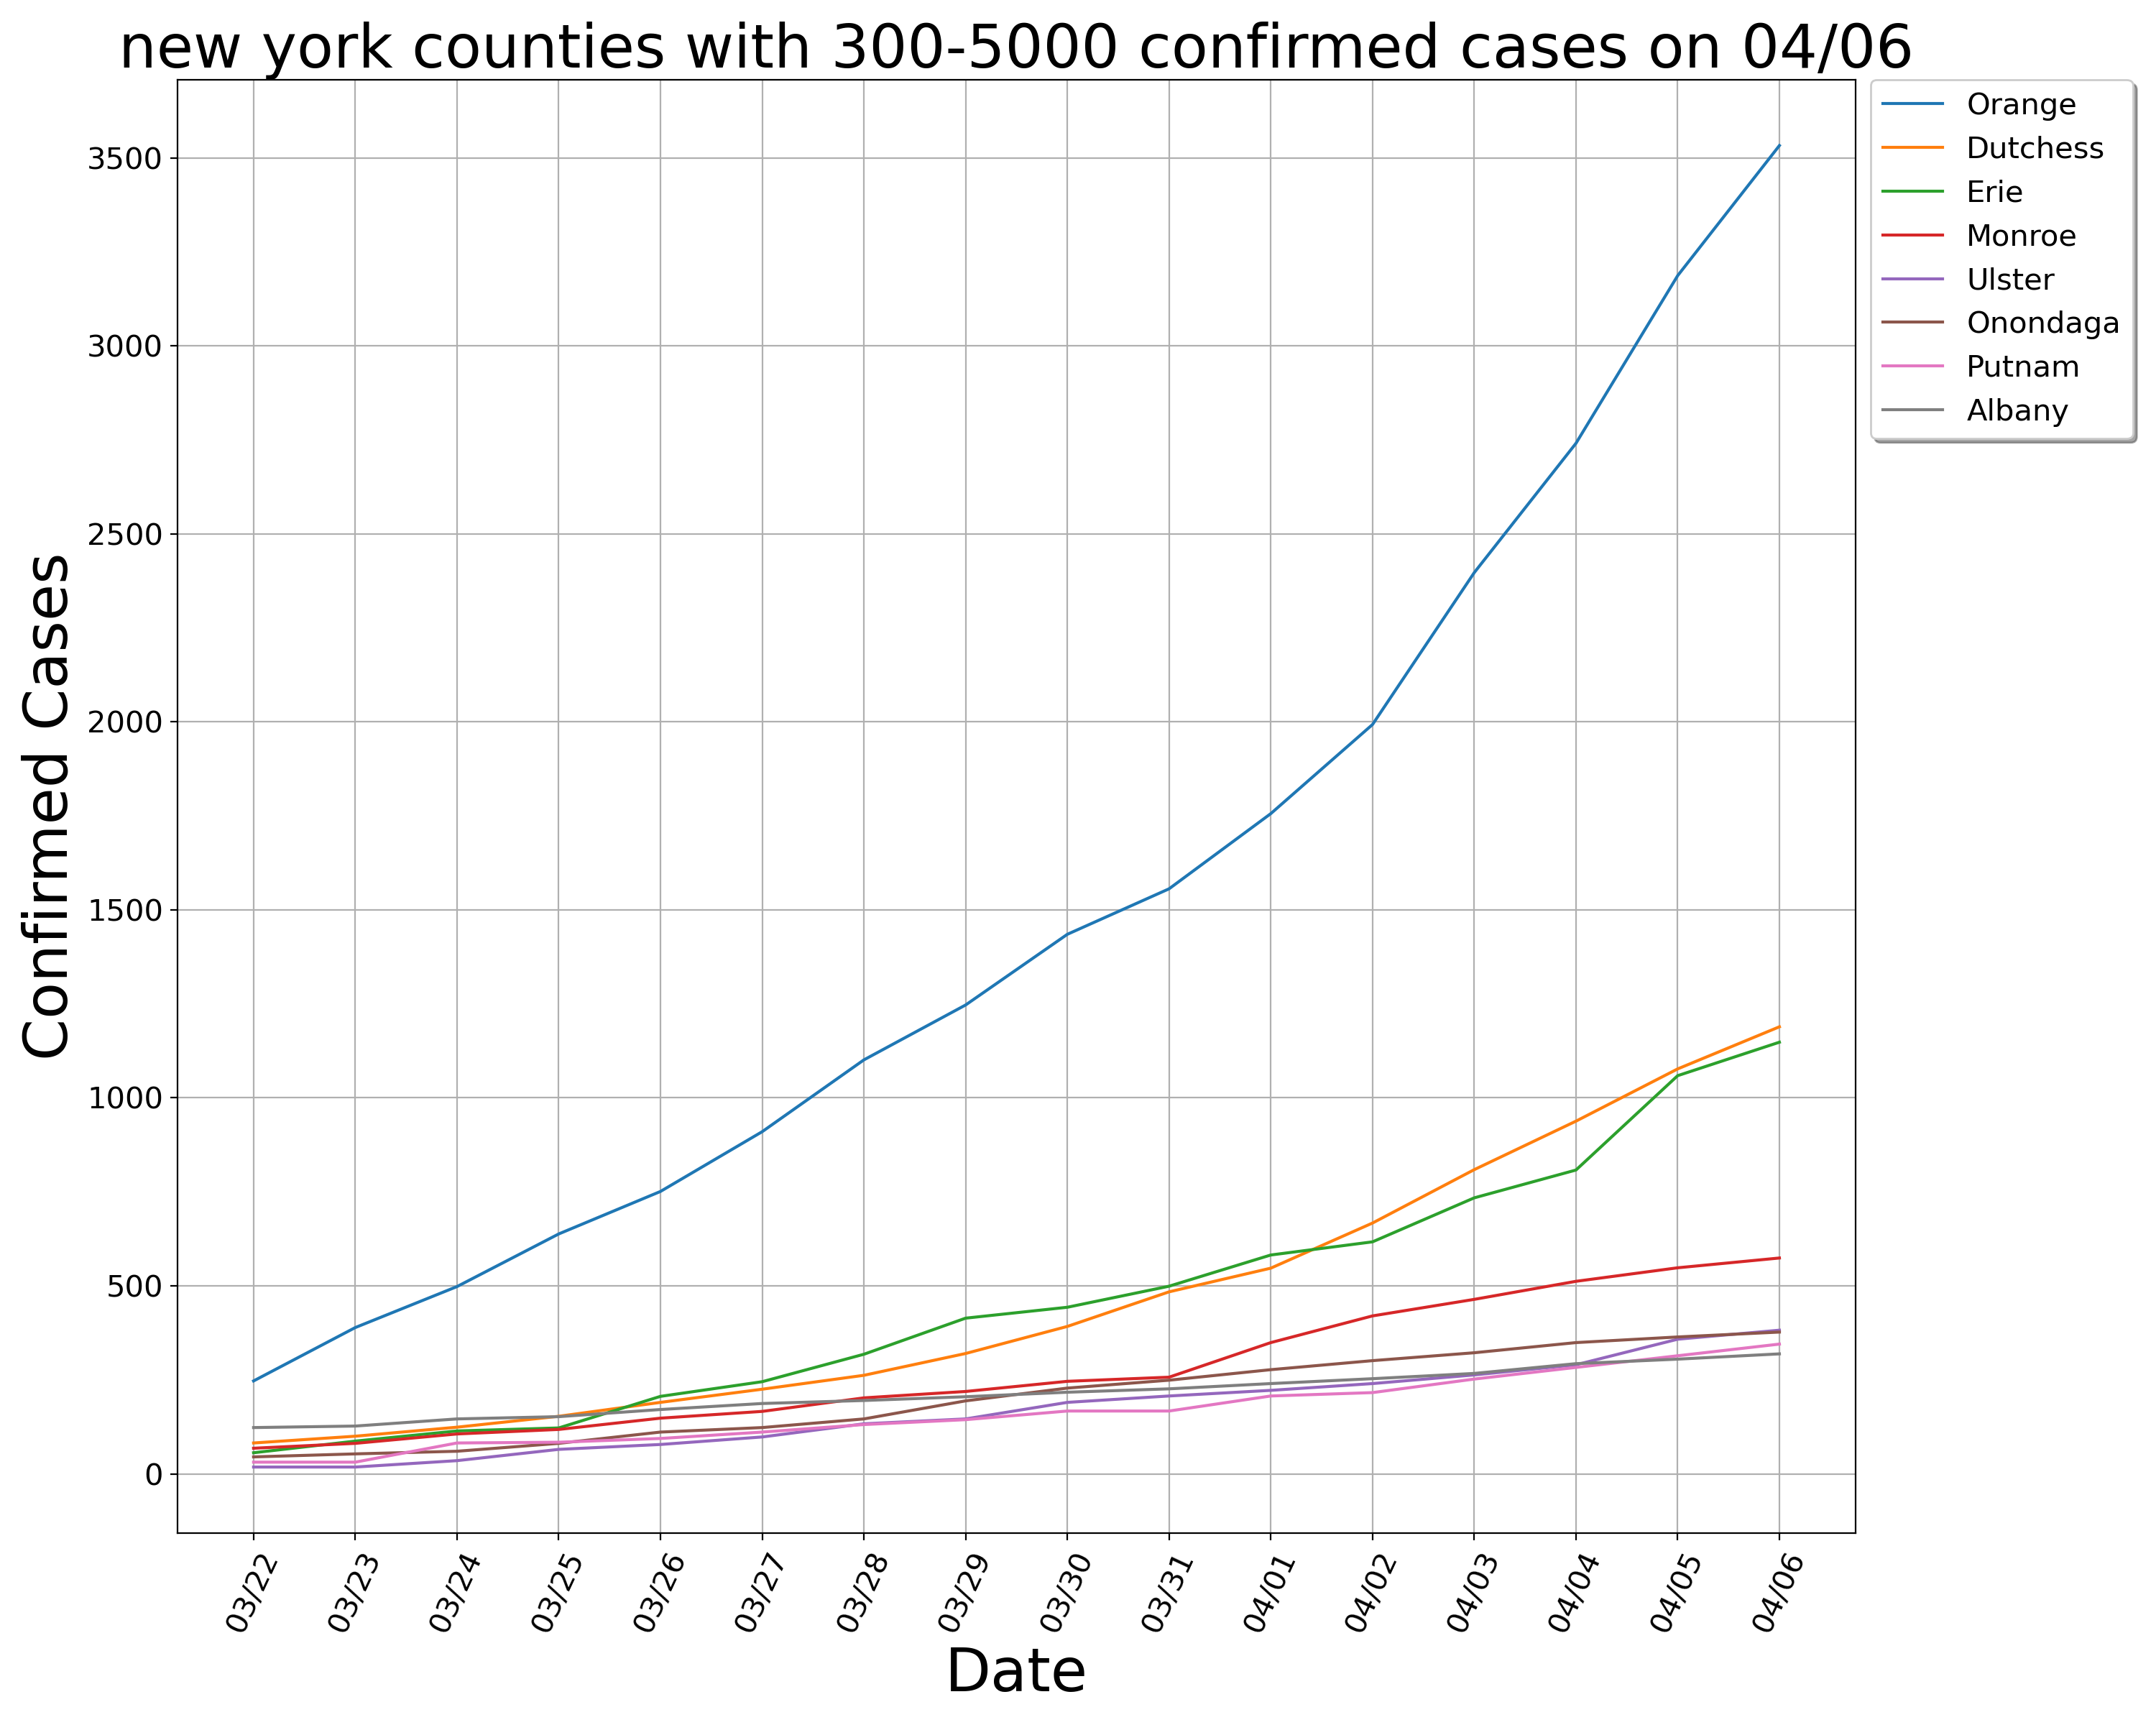 new york counties with 300-5000 confirmed cases on 04/06
Orange
Dutchess
Erie
Monroe
Ulster
Onondaga
Putnam
Albany
Confirmed Cases
3500
3000
2500
2000
1500
1000
500
0
03/22
03/23
03/24
03/25
03/26
03/27
03/28
03/29
03/30
03/31
04/01
04/02
04/03
04/04
04/05
04/06
Date